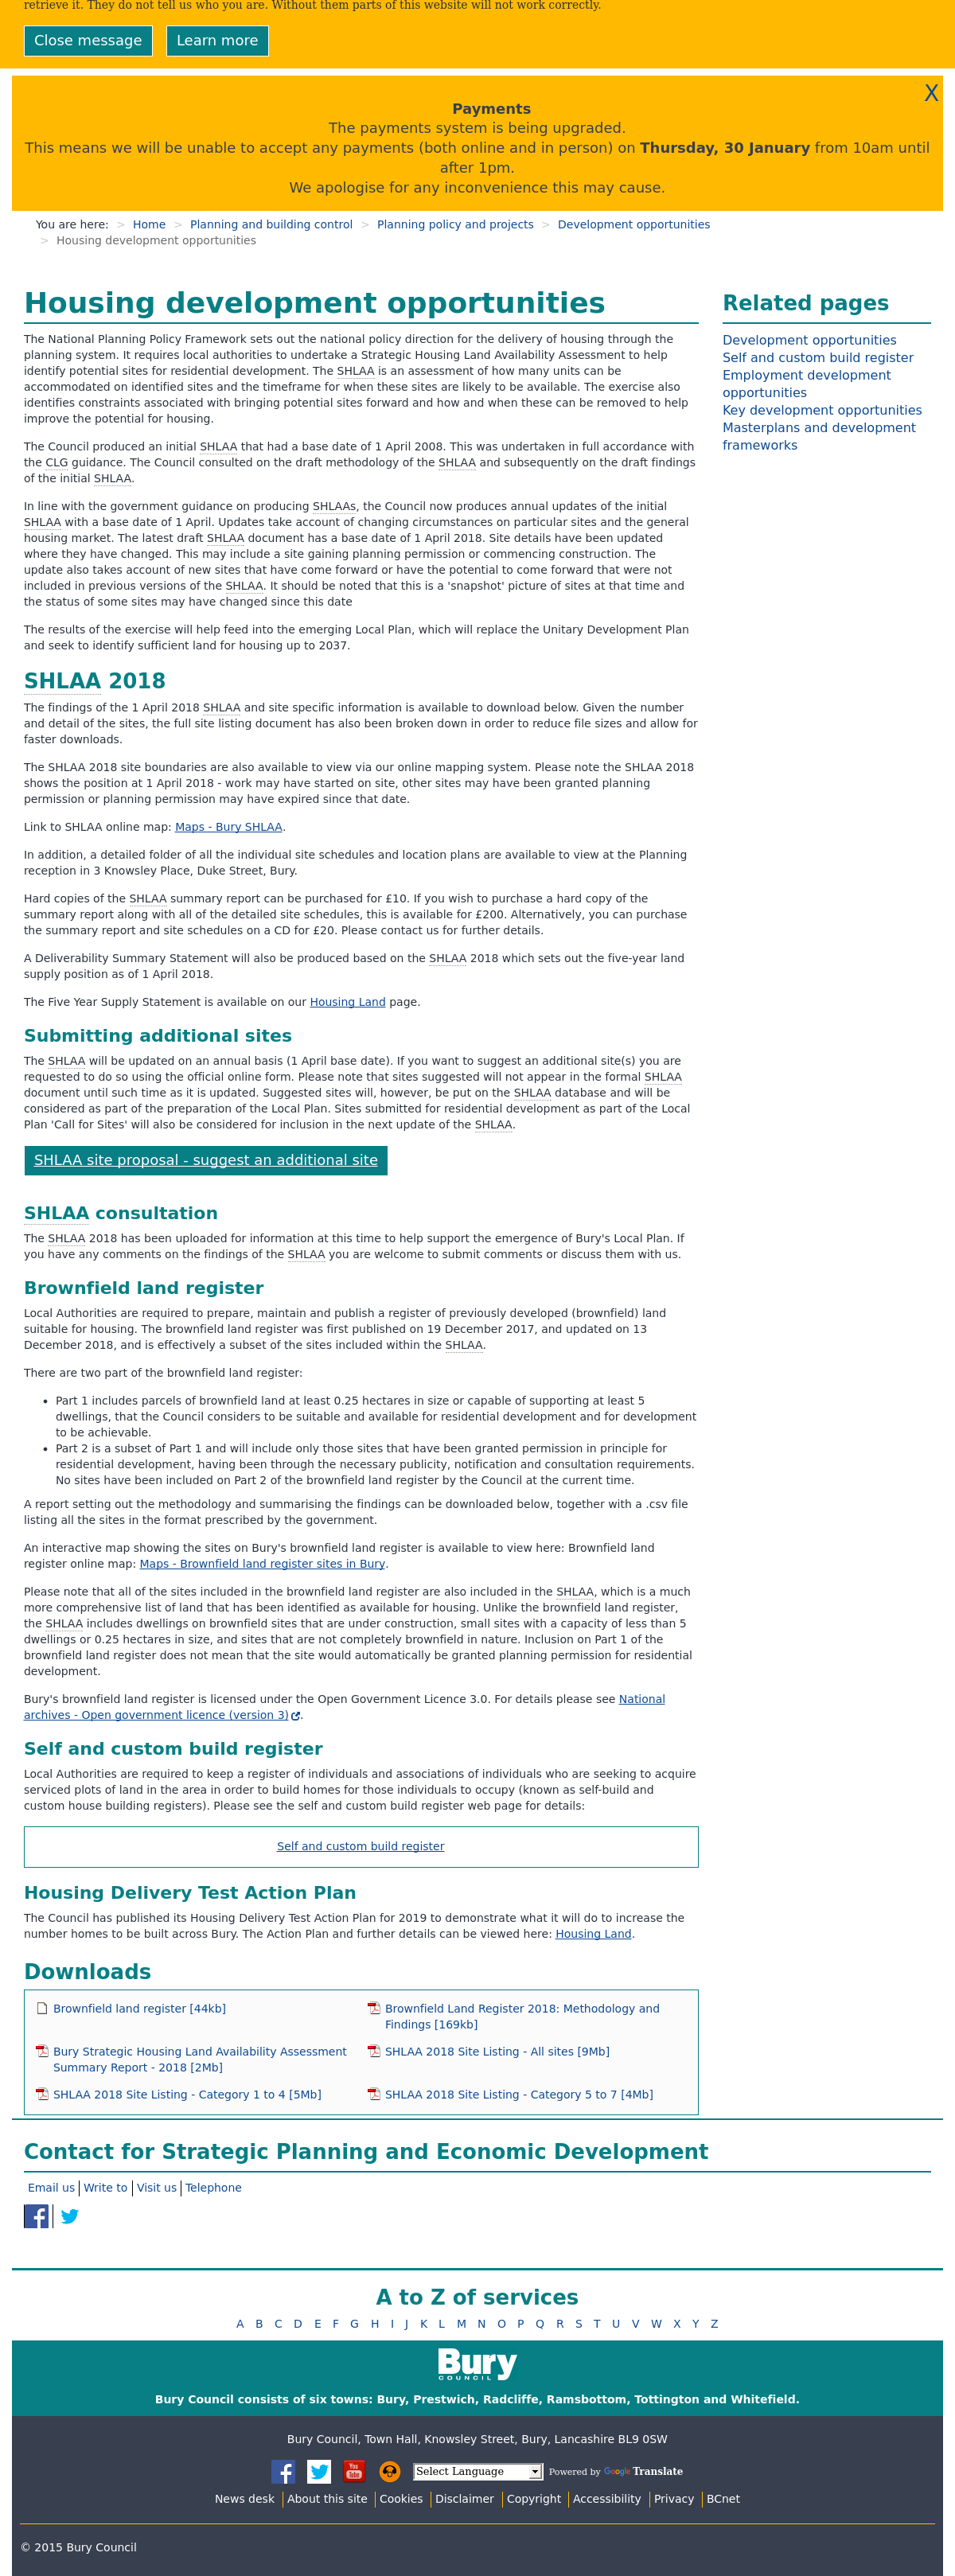 retrieve it. They do not tell us who you are. Without them parts of this website will not work correctly.
Close message
Learn more
X
Payments
The payments system is being upgraded.
This means we will be unable to accept any payments (both online and in person) on Thursday, 30 January from 10am until
after 1pm.
We apologise for any inconvenience this may cause.
You are here: > Home > Planning and building control > Planning policy and projects > Development opportunities
> Housing development opportunities
Housing development opportunities
The National Planning Policy Framework sets out the national policy direction for the delivery of housing through the
planning system. It requires local authorities to undertake a Strategic Housing Land Availability Assessment to help
identify potential sites for residential development. The SHLAA is an assessment of how many units can be
accommodated on identified sites and the timeframe for when these sites are likely to be available. The exercise also
identifies constraints associated with bringing potential sites forward and how and when these can be removed to help
improve the potential for housing.
The Council produced an initial SHLAA that had a base date of 1 April 2008. This was undertaken in full accordance with
the CLG guidance. The Council consulted on the draft methodology of the SHLAA and subsequently on the draft findings
of the initial SHLAA.
In line with the government guidance on producing SHLAAs, the Council now produces annual updates of the initial
SHLAA with a base date of 1 April. Updates take account of changing circumstances on particular sites and the general
housing market. The latest draft SHLAA document has a base date of 1 April 2018. Site details have been updated
where they have changed. This may include a site gaining planning permission or commencing construction. The
update also takes account of new sites that have come forward or have the potential to come forward that were not
included in previous versions of the SHLAA. It should be noted that this is a 'snapshot' picture of sites at that time and
the status of some sites may have changed since this date
The results of the exercise will help feed into the emerging Local Plan, which will replace the Unitary Development Plan
and seek to identify sufficient land for housing up to 2037.
SHLAA 2018
The findings of the 1 April 2018 SHLAA and site specific information is available to download below. Given the number
and detail of the sites, the full site listing document has also been broken down in order to reduce file sizes and allow for
faster downloads.
The SHLAA 2018 site boundaries are also available to view via our online mapping system. Please note the SHLAA 2018
shows the position at 1 April 2018 - work may have started on site, other sites may have been granted planning
permission or planning permission may have expired since that date.
Link to SHLAA online map: Maps - Bury SHLAA.
In addition, a detailed folder of all the individual site schedules and location plans are available to view at the Planning
reception in 3 Knowsley Place, Duke Street, Bury.
Hard copies of the SHLAA summary report can be purchased for £10. If you wish to purchase a hard copy of the
summary report along with all of the detailed site schedules, this is available for £200. Alternatively, you can purchase
the summary report and site schedules on a CD for £20. Please contact us for further details.
A Deliverability Summary Statement will also be produced based on the SHLAA 2018 which sets out the five-year land
supply position as of 1 April 2018.
The Five Year Supply Statement is available on our Housing Land page.
Submitting additional sites
The SHLAA will be updated on an annual basis (1 April base date). If you want to suggest an additional site(s) you are
requested to do so using the official online form. Please note that sites suggested will not appear in the formal SHLAA
document until such time as it is updated. Suggested sites will, however, be put on the SHLAA database and will be
considered as part of the preparation of the Local Plan. Sites submitted for residential development as part of the Local
Plan 'Call for Sites' will also be considered for inclusion in the next update of the SHLAA.
SHLAA site proposal - suggest an additional site
SHLAA consultation
The SHLAA 2018 has been uploaded for information at this time to help support the emergence of Bury's Local Plan. If
you have any comments on the findings of the SHLAA you are welcome to submit comments or discuss them with us.
Brownfield land register
Local Authorities are required to prepare, maintain and publish a register of previously developed (brownfield) land
suitable for housing. The brownfield land register was first published on 19 December 2017, and updated on 13
December 2018, and is effectively a subset of the sites included within the SHLAA.
There are two part of the brownfield land register:
• Part 1 includes parcels of brownfield land at least 0.25 hectares in size or capable of supporting at least 5
dwellings, that the Council considers to be suitable and available for residential development and for development
to be achievable.
• Part 2 is a subset of Part 1 and will include only those sites that have been granted permission in principle for
residential development, having been through the necessary publicity, notification and consultation requirements.
No sites have been included on Part 2 of the brownfield land register by the Council at the current time.
A report setting out the methodology and summarising the findings can be downloaded below, together with a .csv file
listing all the sites in the format prescribed by the government.
An interactive map showing the sites on Bury's brownfield land register is available to view here: Brownfield land
register online map: Maps - Brownfield land register sites in Bury.
Please note that all of the sites included in the brownfield land register are also included in the SHLAA, which is a much
more comprehensive list of land that has been identified as available for housing. Unlike the brownfield land register,
the SHLAA includes dwellings on brownfield sites that are under construction, small sites with a capacity of less than 5
dwellings or 0.25 hectares in size, and sites that are not completely brownfield in nature. Inclusion on Part 1 of the
brownfield land register does not mean that the site would automatically be granted planning permission for residential
development.
Bury's brownfield land register is licensed under the Open Government Licence 3.0. For details please see National
archives - Open government licence (version 3).
Self and custom build register
Local Authorities are required to keep a register of individuals and associations of individuals who are seeking to acquire
serviced plots of land in the area in order to build homes for those individuals to occupy (known as self-build and
custom house building registers). Please see the self and custom build register web page for details:
Self and custom build register
Housing Delivery Test Action Plan
The Council has published its Housing Delivery Test Action Plan for 2019 to demonstrate what it will do to increase the
number homes to be built across Bury. The Action Plan and further details can be viewed here: Housing Land.
Downloads
Brownfield land register [44kb]
Brownfield Land Register 2018: Methodology and
Findings [169kb]
Bury Strategic Housing Land Availability Assessment
Summary Report - 2018 [2Mb]
SHLAA 2018 Site Listing - All sites [9Mb]
SHLAA 2018 Site Listing - Category 1 to 4 [5Mb]
SHLAA 2018 Site Listing - Category 5 to 7 [4Mb]
Related pages
Development opportunities
Self and custom build register
Employment development
opportunities
Key development opportunities
Masterplans and development
frameworks
Contact for Strategic Planning and Economic Development
Email us
Write to
Visit us
Telephone
A to Z of services
A B C D E F G H I J K L M N O P Q R S T U V W X Y Z
Bury
COUNCIL
Bury Council consists of six towns: Bury, Prestwich, Radcliffe, Ramsbottom, Tottington and Whitefield.
Bury Council, Town Hall, Knowsley Street, Bury, Lancashire BL9 0SW
You Tube
Select Language
Powered by Google Translate
News desk
About this site
Cookies
Disclaimer
Copyright
Accessibility
Privacy
BCnet
© 2015 Bury Council